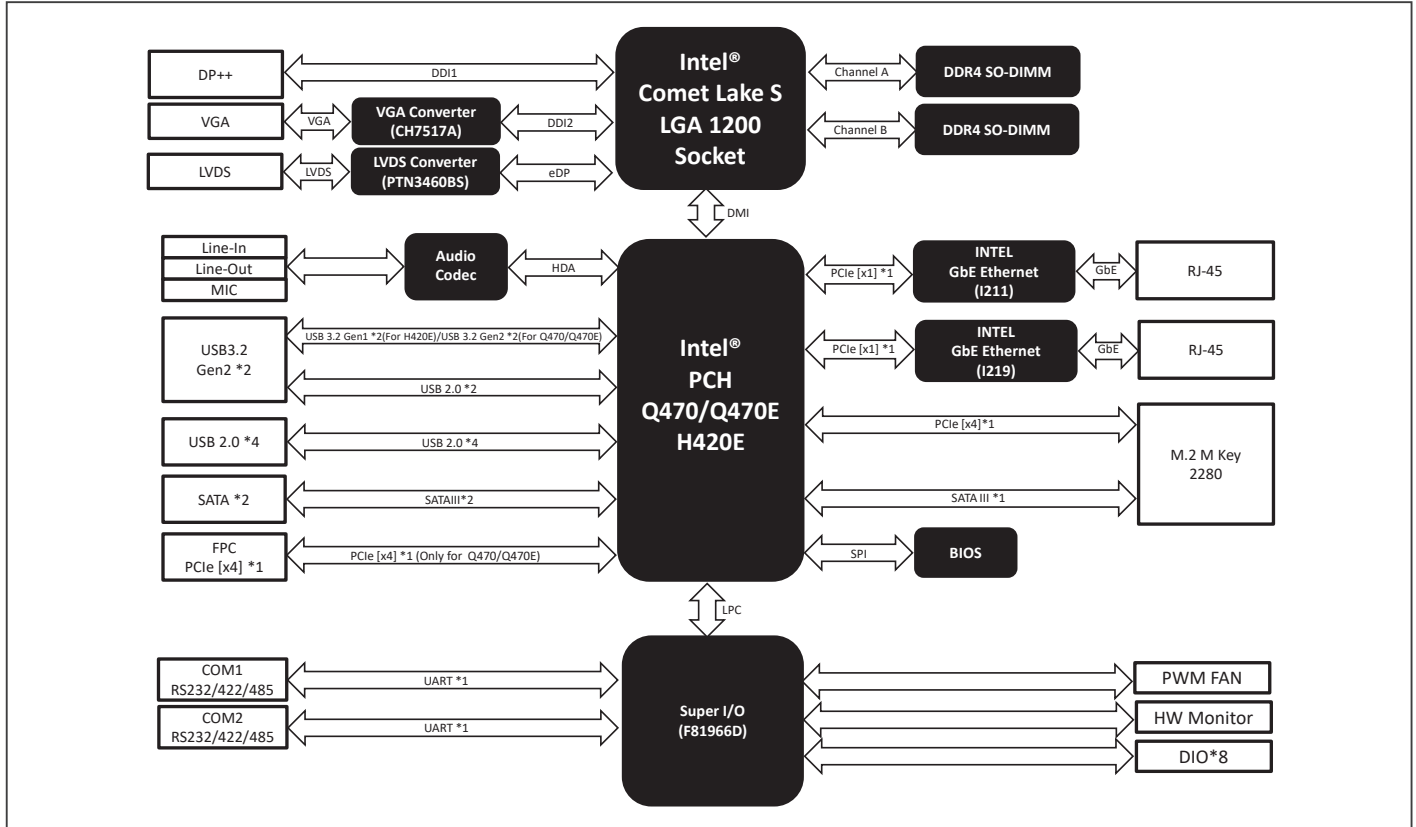 DP++
DDI1
VGA
VGA
VGA Converter
(CH7517A)
DDI2
LVDS
LVDS
LVDS Converter
(PTN3460BS)
eDP
Intel®
Comet Lake S
LGA 1200
Socket
Channel A
DDR4 SO-DIMM
Channel B
DDR4 SO-DIMM
DMI
Line-In
Line-Out
MIC
Audio
Codec
HDA
USB3.2
Gen2 *2
USB 3.2 Gen1 *2(For H420E)/USB 3.2 Gen2 *2(For Q470/Q470E)
USB 2.0 *2
USB 2.0 *4
USB 2.0 *4
SATA *2
SATAIII*2
FPC
PCIe [x4] *1
PCIe [x4] *1 (Only for Q470/Q470E)
Intel®
PCH
Q470/Q470E
H420E
PCIe [x1] *1
INTEL
GbE Ethernet
(I211)
GbE
RJ-45
PCIe [x1] *1
INTEL
GbE Ethernet
(I219)
GbE
RJ-45
PCIe [x4]*1
SATA III *1
M.2 M Key
2280
SPI
BIOS
LPC
COM1
RS232/422/485
UART *1
COM2
RS232/422/485
UART *1
Super I/O
(F81966D)
PWM FAN
HW Monitor
DIO*8